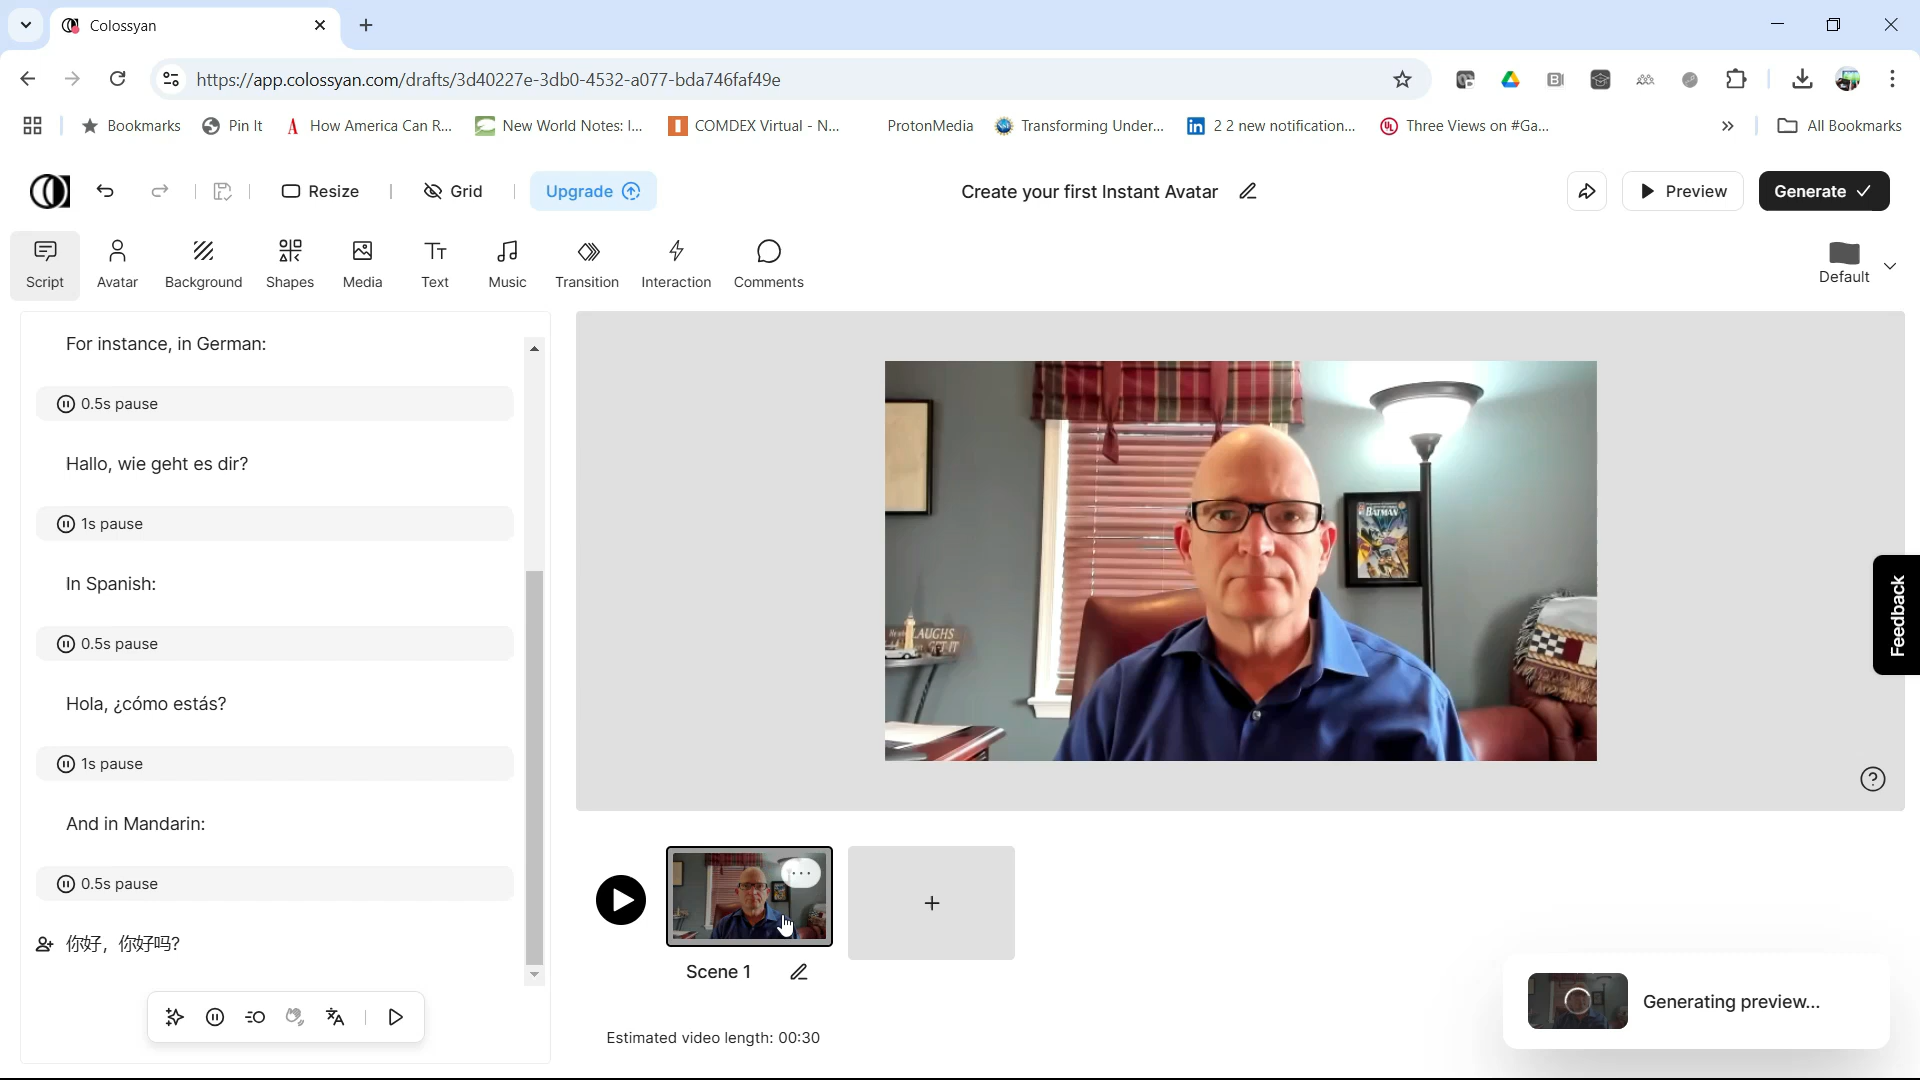 Colossyan
https://app.colossyan.com/drafts/3d40227e-3db0-4532-a077-bda746faf49e
Bookmarks
Pin It
How America Can R...
New World Notes: I...
COMDEX Virtual - N...
ProtonMedia
Transforming Under...
2 2 new notification...
Three Views on #Ga...
All Bookmarks
Resize
Grid
Upgrade
Create your first Instant Avatar
Preview
Generate
Script
Avatar
Background
Shapes
Media
Text
Music
Transition
Interaction
Comments
Default
For instance, in German:
0.5s pause
Hallo, wie geht es dir?
1s pause
In Spanish:
0.5s pause
Hola, ¿cómo estás?
1s pause
And in Mandarin:
0.5s pause
你好，你好吗?
BATMAN
LAUGHS
GET IT
Feedback
Scene 1
Estimated video length: 00:30
Generating preview...